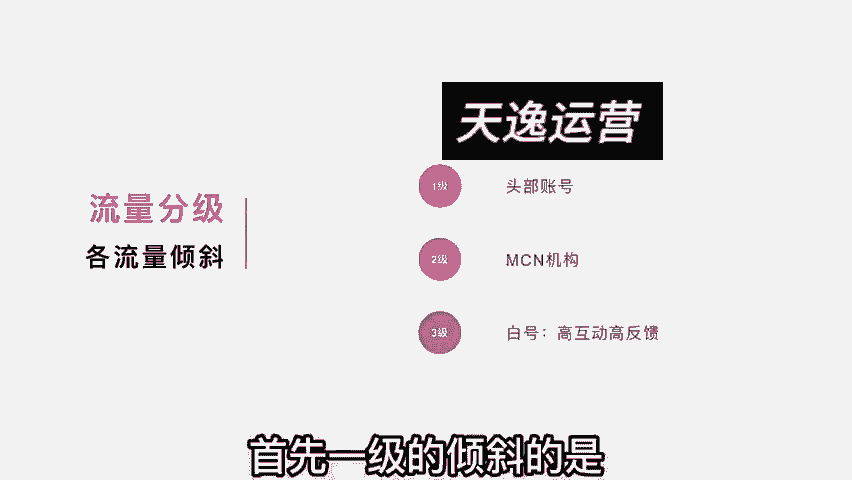 天逸运营
流量分级
各流量倾斜
1级 头部账号
2级 MCN机构
3级 白号：高互动高反馈
首先一级的倾斜的是